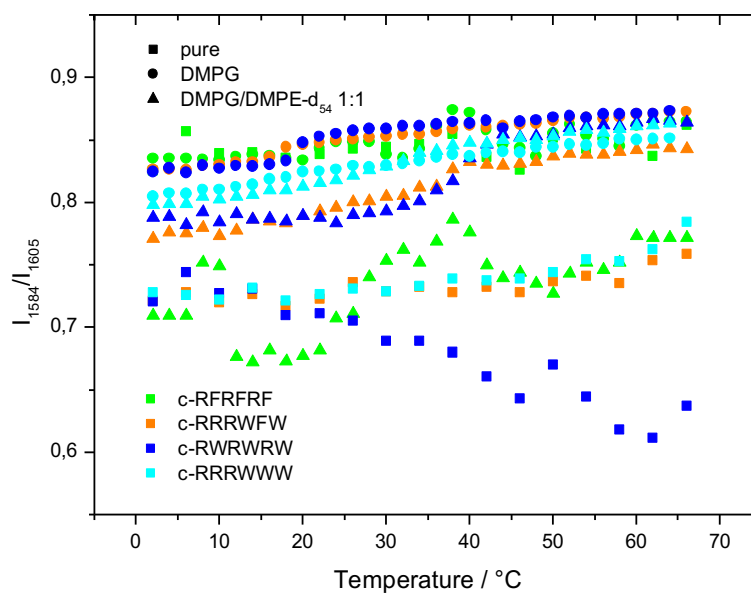 pure
DMPG
DMPG/DMPE-d54 1:1
0,9
0,8
0,7
0,6
I1584/I1605
c-RFRFRF
c-RRRWFW
c-RWRWRW
c-RRRWWW
0 10 20 30 40 50 60 70
Temperature / °C